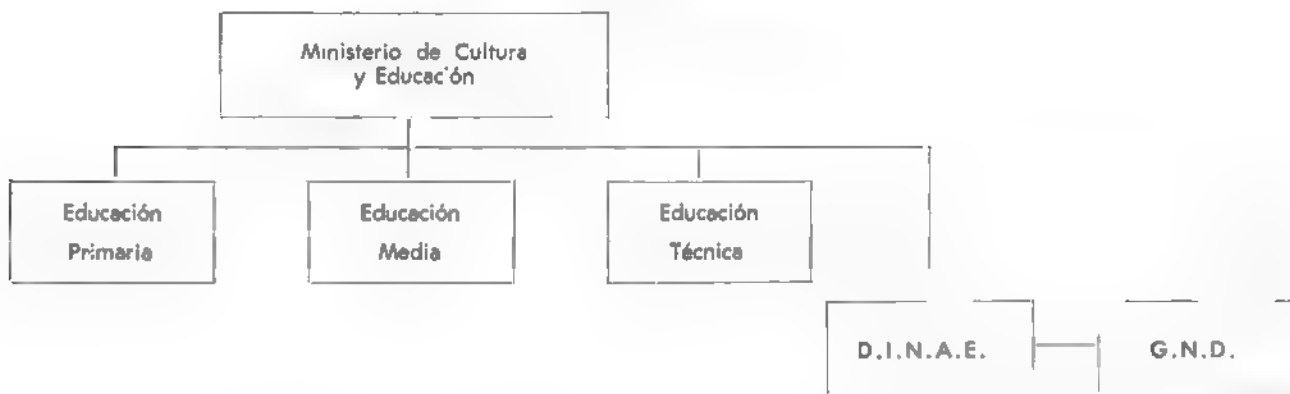 Ministerio de Cultura
y Educación
Educación
Primaria
Educación
Media
Educación
Técnica
D.I.N.A.E.
G.N.D.